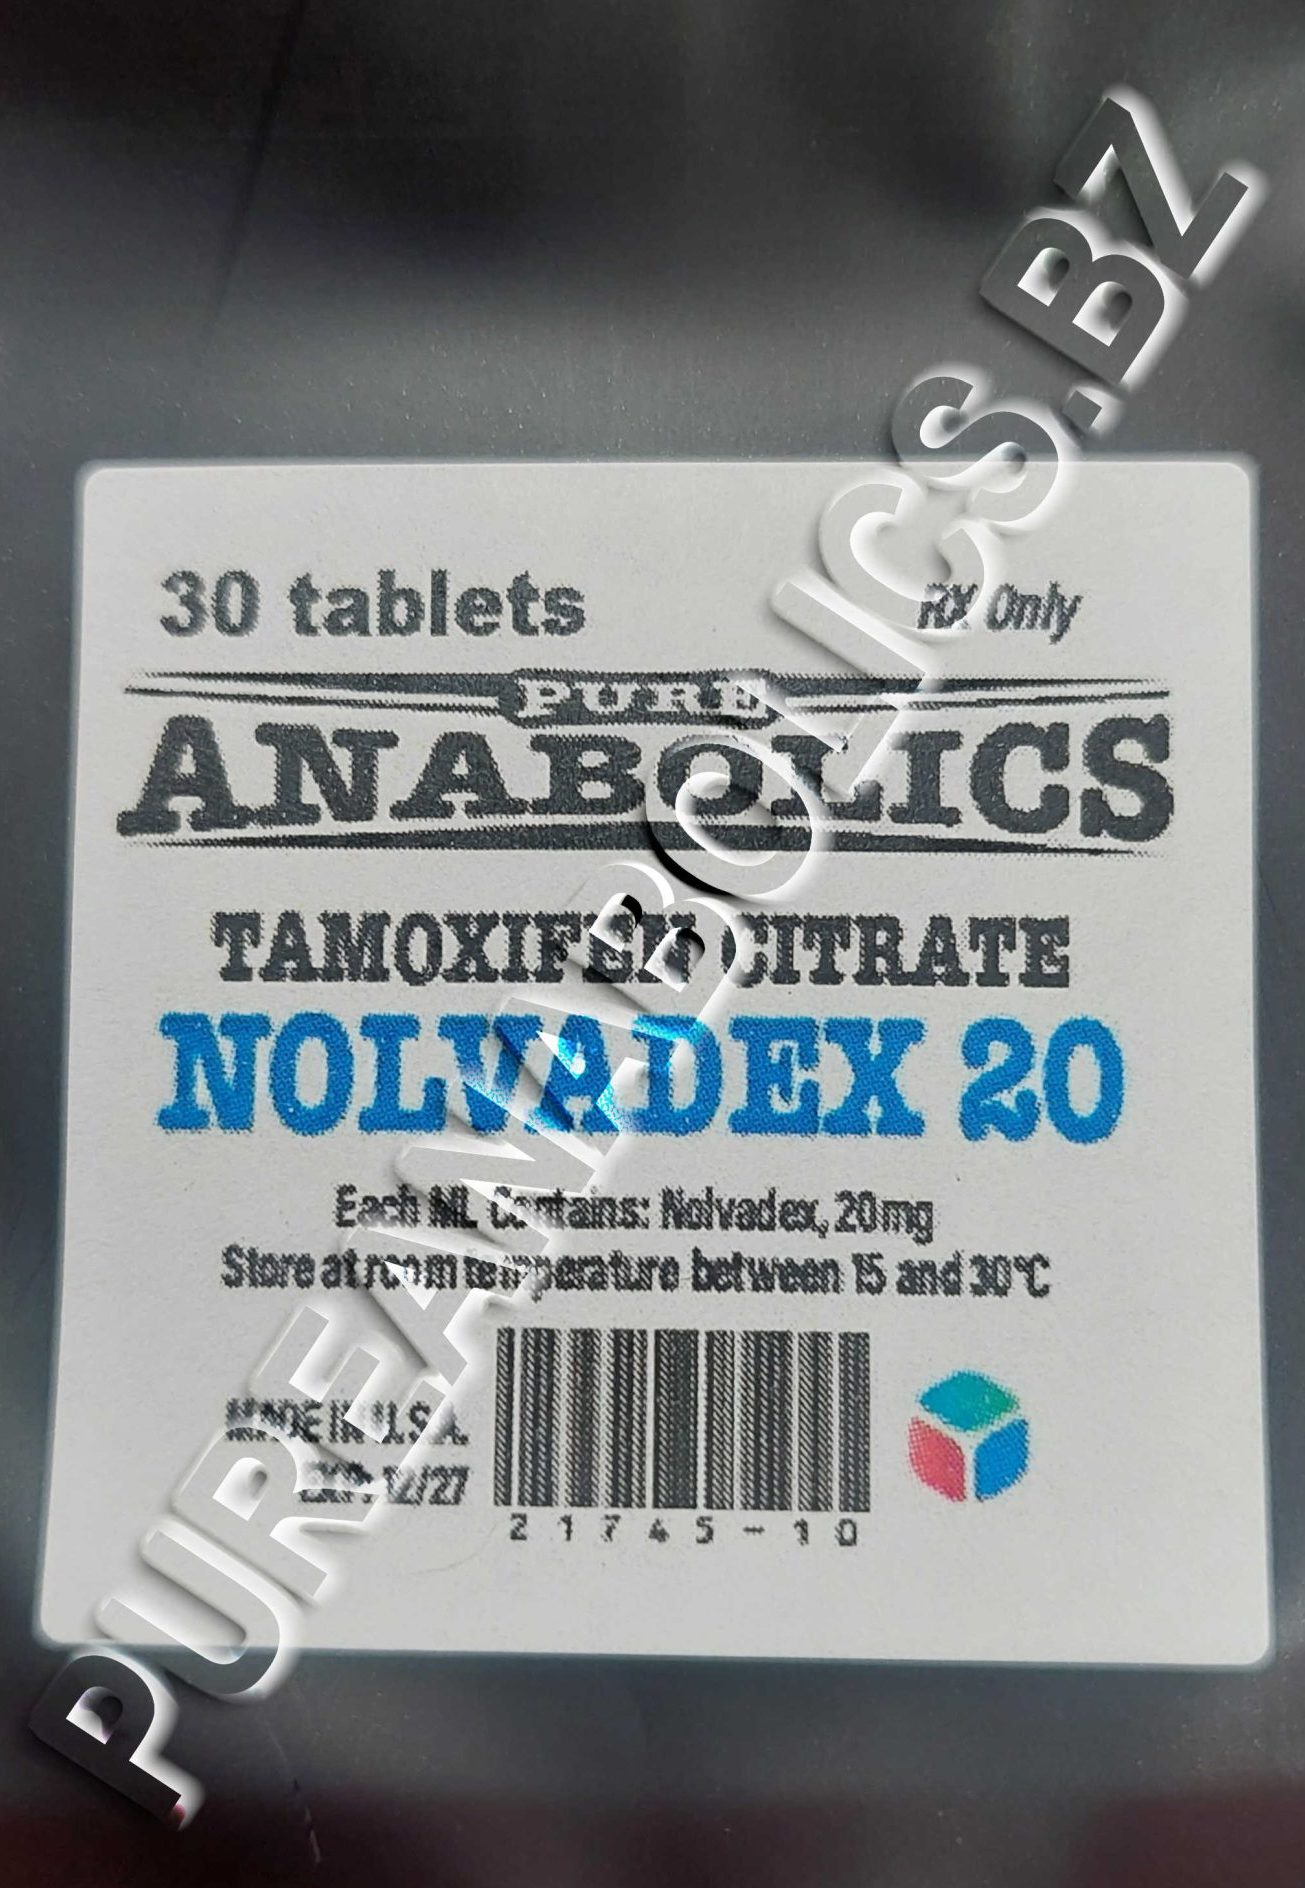 30 tablets
RX Only
PURE
ANABOLICS
TAMOXIFEN CITRATE
NOLVADEX 20
Each ML Contains: Nolvadex, 20mg
Store at room temperature between 15 and 30°C
MADE IN U.S.A.
EXP: 12/27
21745-10
PUREANABOLICS.BZ